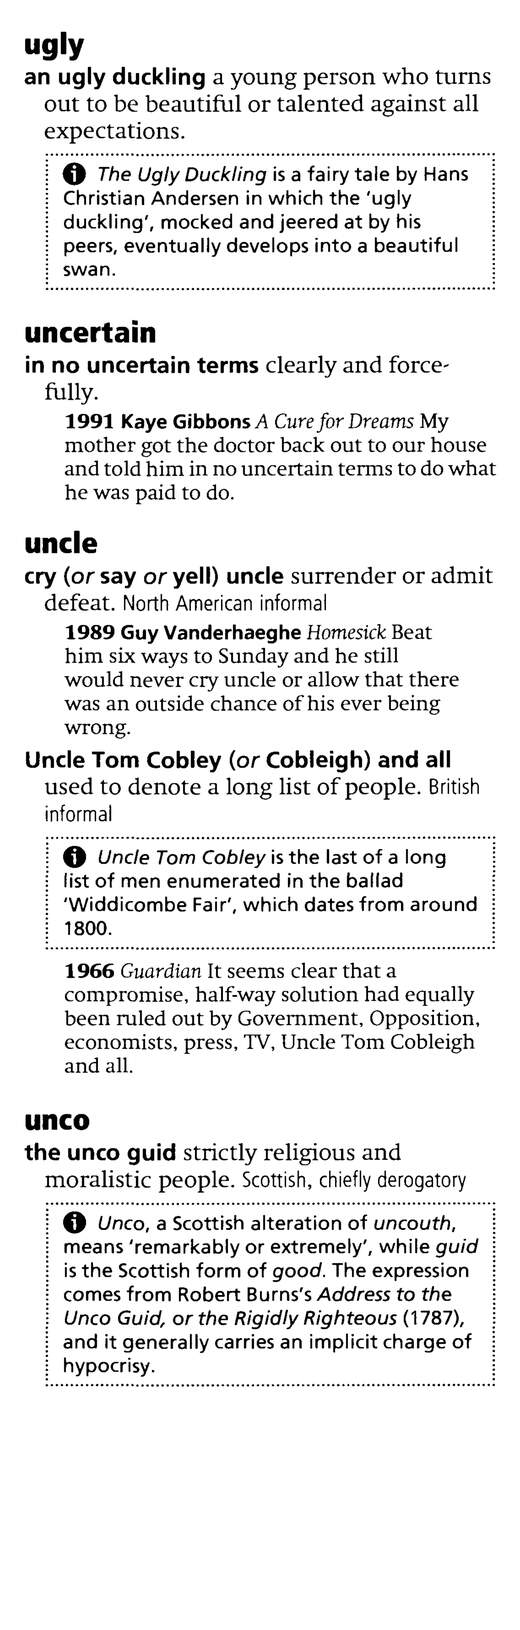 ugly
an ugly duckling a young person who turns
out to be beautiful or talented against all
expectations.
The Ugly Duckling is a fairy tale by Hans
Christian Andersen in which the 'ugly
duckling', mocked and jeered at by his
peers, eventually develops into a beautiful
swan.
uncertain
in no uncertain terms clearly and force-
fully.
1991 Kaye Gibbons A Cure for Dreams My
mother got the doctor back out to our house
and told him in no uncertain terms to do what
he was paid to do.
uncle
cry (or say or yell) uncle surrender or admit
defeat. North American informal
1989 Guy Vanderhaeghe Homesick Beat
him six ways to Sunday and he still
would never cry uncle or allow that there
was an outside chance of his ever being
wrong.
Uncle Tom Cobley (or Cobleigh) and all
used to denote a long list of people. British
informal
Uncle Tom Cobley is the last of a long
list of men enumerated in the ballad
'Widdicombe Fair', which dates from around
1800.
1966 Guardian It seems clear that a
compromise, half-way solution had equally
been ruled out by Government, Opposition,
economists, press, TV, Uncle Tom Cobleigh
and all.
unco
the unco guid strictly religious and
moralistic people. Scottish, chiefly derogatory
Unco, a Scottish alteration of uncouth,
means 'remarkably or extremely', while guid
is the Scottish form of good. The expression
comes from Robert Burns's Address to the
Unco Guid, or the Rigidly Righteous (1787),
and it generally carries an implicit charge of
hypocrisy.